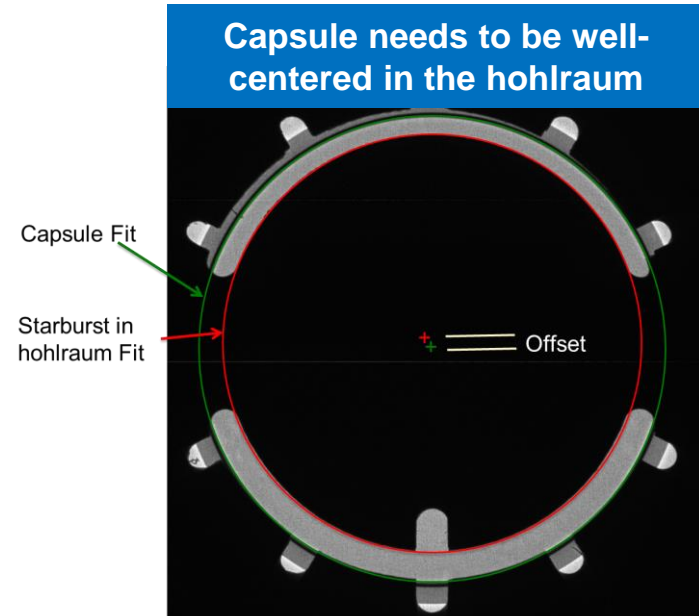 Capsule needs to be well-
centered in the hohlraum
Capsule Fit
Starburst in
hohlraum Fit
Offset